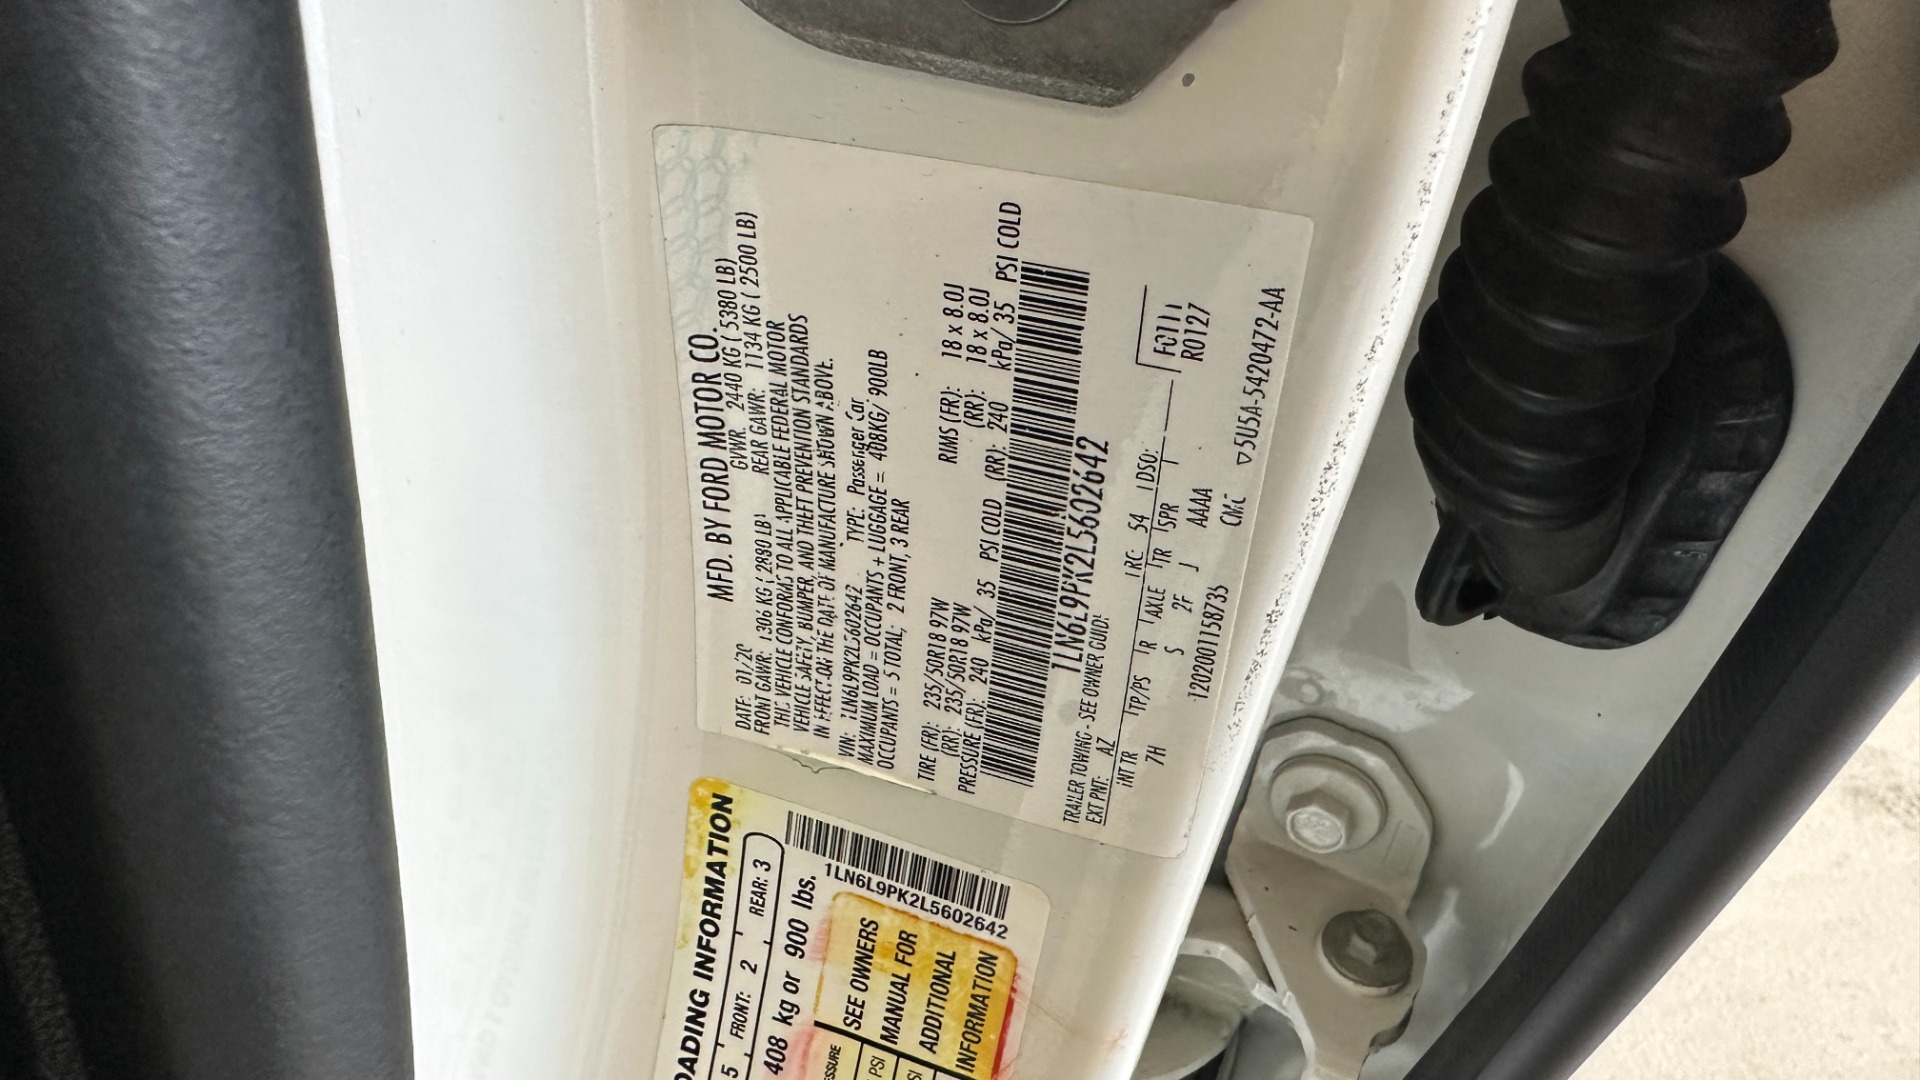 MFD. BY FORD MOTOR CO.
DATE: 01/20 GVWR: 2440 KG ( 5380 LB)
FRONT GAWR: 1306 KG ( 2880 LB) REAR GAWR: 1134 KG ( 2500 LB)
THIS VEHICLE CONFORMS TO ALL APPLICABLE FEDERAL MOTOR
VEHICLE SAFETY, BUMPER, AND THEFT PREVENTION STANDARDS
IN EFFECT ON THE DATE OF MANUFACTURE SHOWN ABOVE.
VIN: 1LN6L9PK2L5602642 TYPE: Passenger Car
MAXIMUM LOAD = OCCUPANTS + LUGGAGE = 408KG/ 900LB
OCCUPANTS = 5 TOTAL, 2 FRONT, 3 REAR
TIRE (FR): 235/50R18 97W RIMS (FR): 18 x 8.0J
(RR): 235/50R18 97W (RR): 18 x 8.0J
PRESSURE (FR): 240 kPa/ 35 PSI COLD (RR): 240 kPa/ 35 PSI COLD
1LN6L9PK2L5602642
TRAILER TOWING - SEE OWNER GUIDE
EXT PNT: AZ RC: 54 DSO:
INT TR TP/PS R AXLE TR SPR
7H S 2F J AAAA
F0111
R0127
1202001158733 CMC
▽5U5A-5420472-AA
1LN6L9PK2L5602642
OADING INFORMATION
5 FRONT: 2 REAR: 3
408 kg or 900 lbs.
SSURE
PSI
SI
SEE OWNERS
MANUAL FOR
ADDITIONAL
INFORMATION